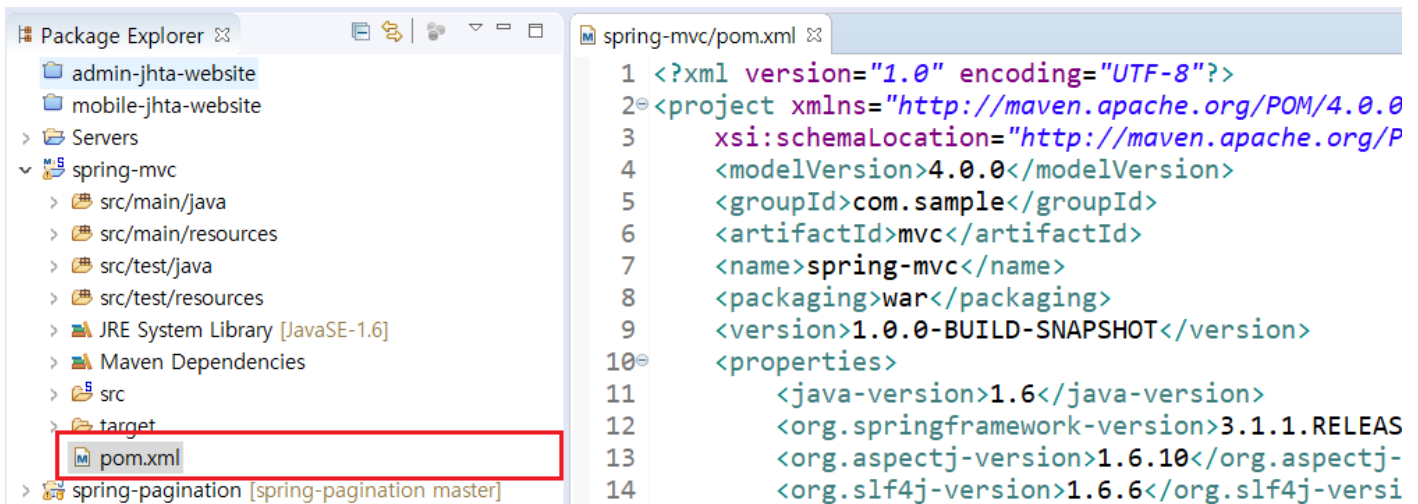 Package Explorer
admin-jhta-website
mobile-jhta-website
Servers
spring-mvc
src/main/java
src/main/resources
src/test/java
src/test/resources
JRE System Library [JavaSE-1.6]
Maven Dependencies
src
target
pom.xml
spring-pagination [spring-pagination master]
spring-mvc/pom.xml
1 <?xml version="1.0" encoding="UTF-8"?>
2 <project xmlns="http://maven.apache.org/POM/4.0.0
3 xsi:schemaLocation="http://maven.apache.org/P
4 <modelVersion>4.0.0</modelVersion>
5 <groupId>com.sample</groupId>
6 <artifactId>mvc</artifactId>
7 <name>spring-mvc</name>
8 <packaging>war</packaging>
9 <version>1.0.0-BUILD-SNAPSHOT</version>
10 <properties>
11 <java-version>1.6</java-version>
12 <org.springframework-version>3.1.1.RELEAS
13 <org.aspectj-version>1.6.10</org.aspectj-
14 <org.slf4j-version>1.6.6</org.slf4j-versi